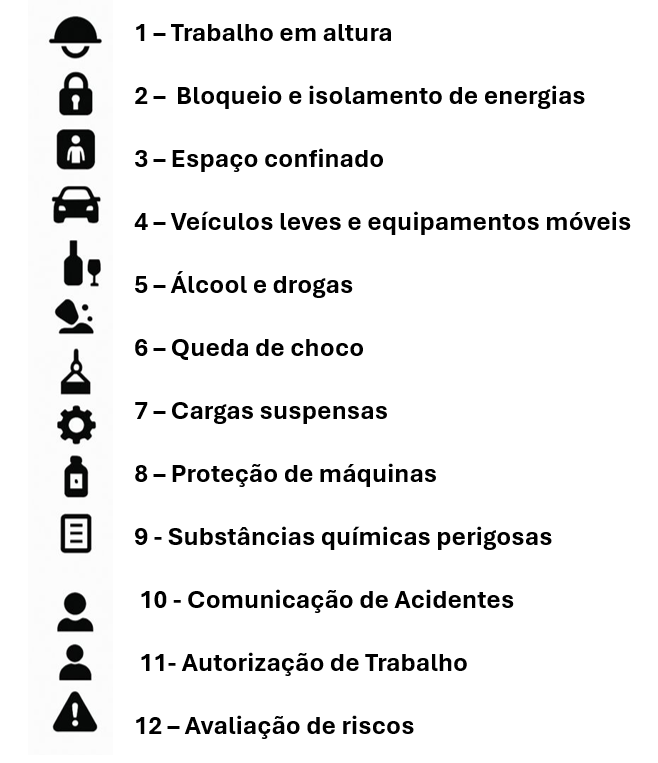 1 – Trabalho em altura
2 – Bloqueio e isolamento de energias
3 – Espaço confinado
4 – Veículos leves e equipamentos móveis
5 – Álcool e drogas
6 – Queda de choco
7 – Cargas suspensas
8 – Proteção de máquinas
9 - Substâncias químicas perigosas
10 - Comunicação de Acidentes
11- Autorização de Trabalho
12 – Avaliação de riscos